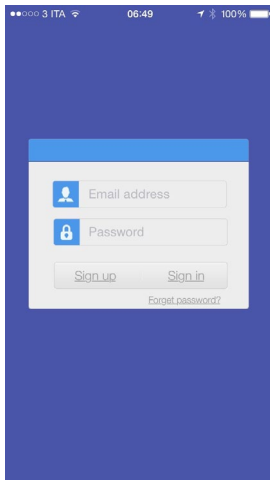 3 ITA 06:49 100%
Email address
Password
Sign up Sign in
Forget password?